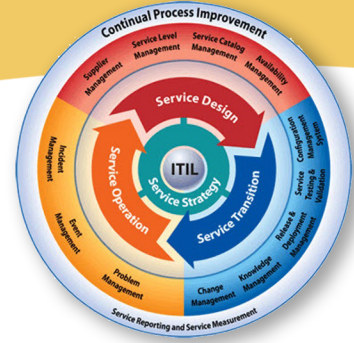 Continual Process Improvement
Supplier
Management
Service Level
Management
Service Catalog
Management
Availability
Management
Service Design
Service
Configuration
Management
System
Service
Testing &
Validation
Release &
Deployment
Management
Knowledge
Management
Change
Management
Service Transition
Problem
Management
Event
Management
Incident
Management
Service Operation
ITIL
Service Strategy
Service Reporting and Service Measurement